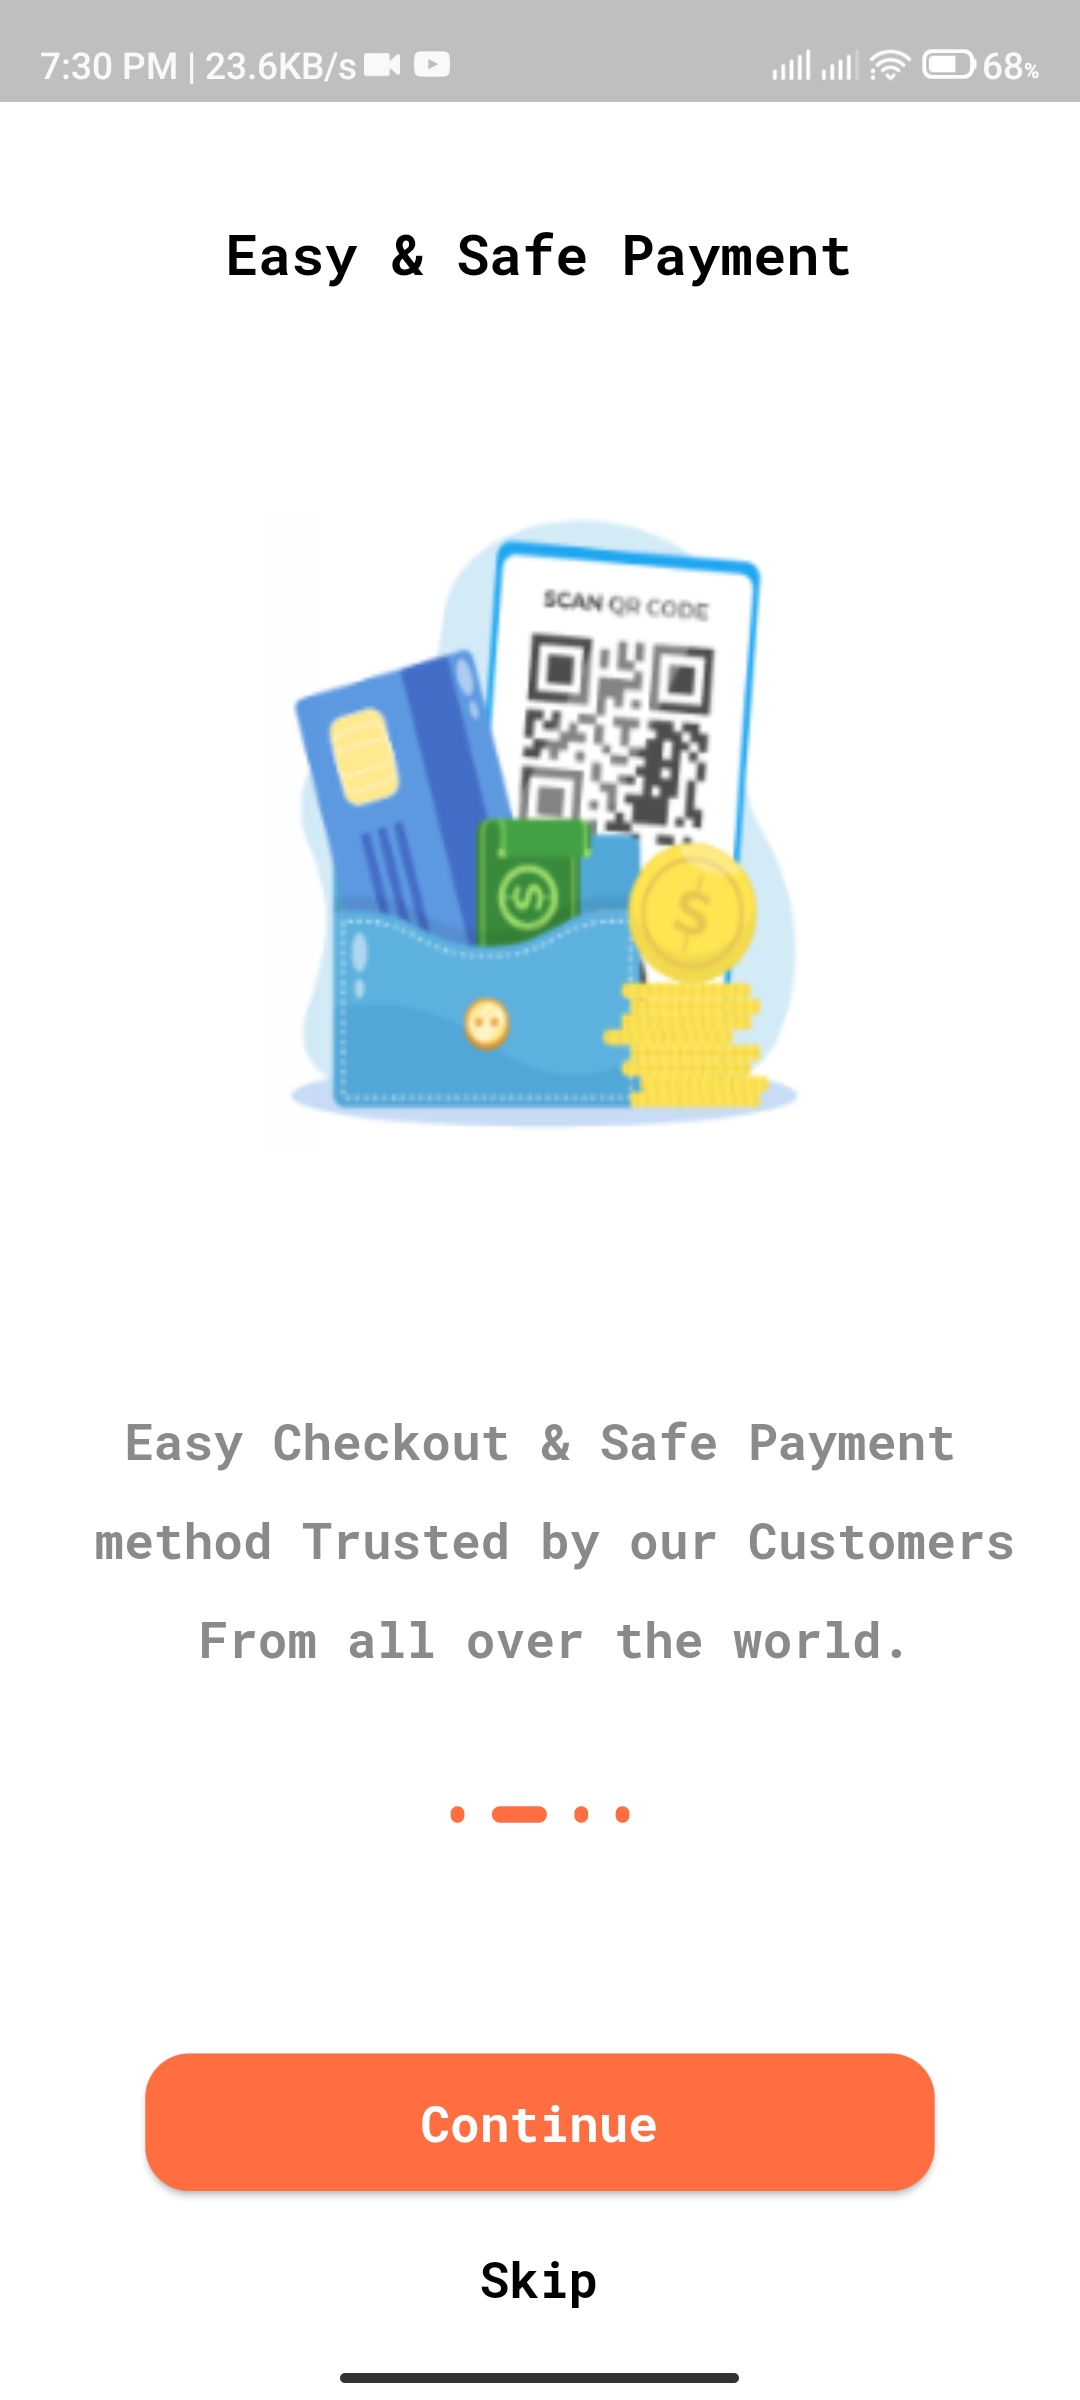 7:30 PM | 23.6KB/s 68%
Easy & Safe Payment
SCAN QR CODE
$
$
Easy Checkout & Safe Payment
method Trusted by our Customers
From all over the world.
Continue
Skip